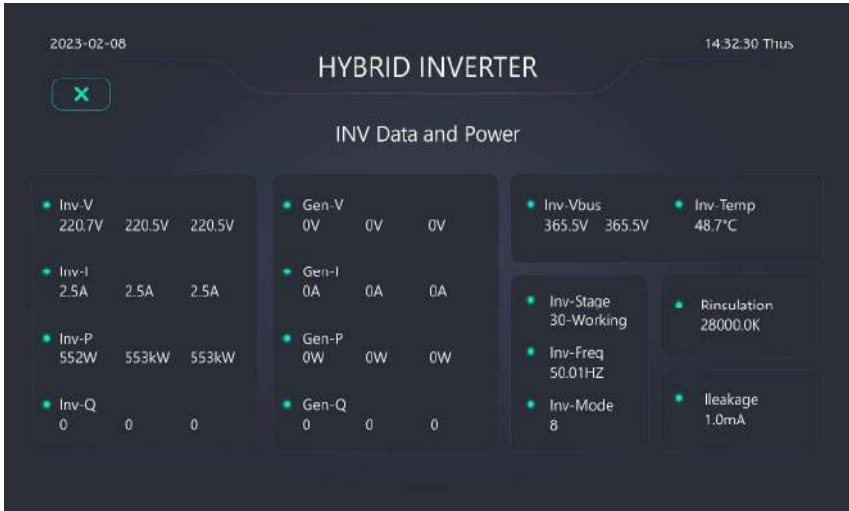 2023-02-08
14:32:30 Thus
HYBRID INVERTER
X
INV Data and Power
Inv-V
220.7V 220.5V 220.5V
Inv-I
2.5A 2.5A 2.5A
Inv-P
552W 553kW 553kW
Inv-Q
0 0 0
Gen-V
0V 0V 0V
Gen-I
0A 0A 0A
Gen-P
0W 0W 0W
Gen-Q
0 0 0
Inv-Vbus
365.5V 365.5V
Inv-Temp
48.7°C
Inv-Stage
30-Working
Inv-Freq
50.01HZ
Inv-Mode
8
Rinsulation
28000.0K
Ileakage
1.0mA